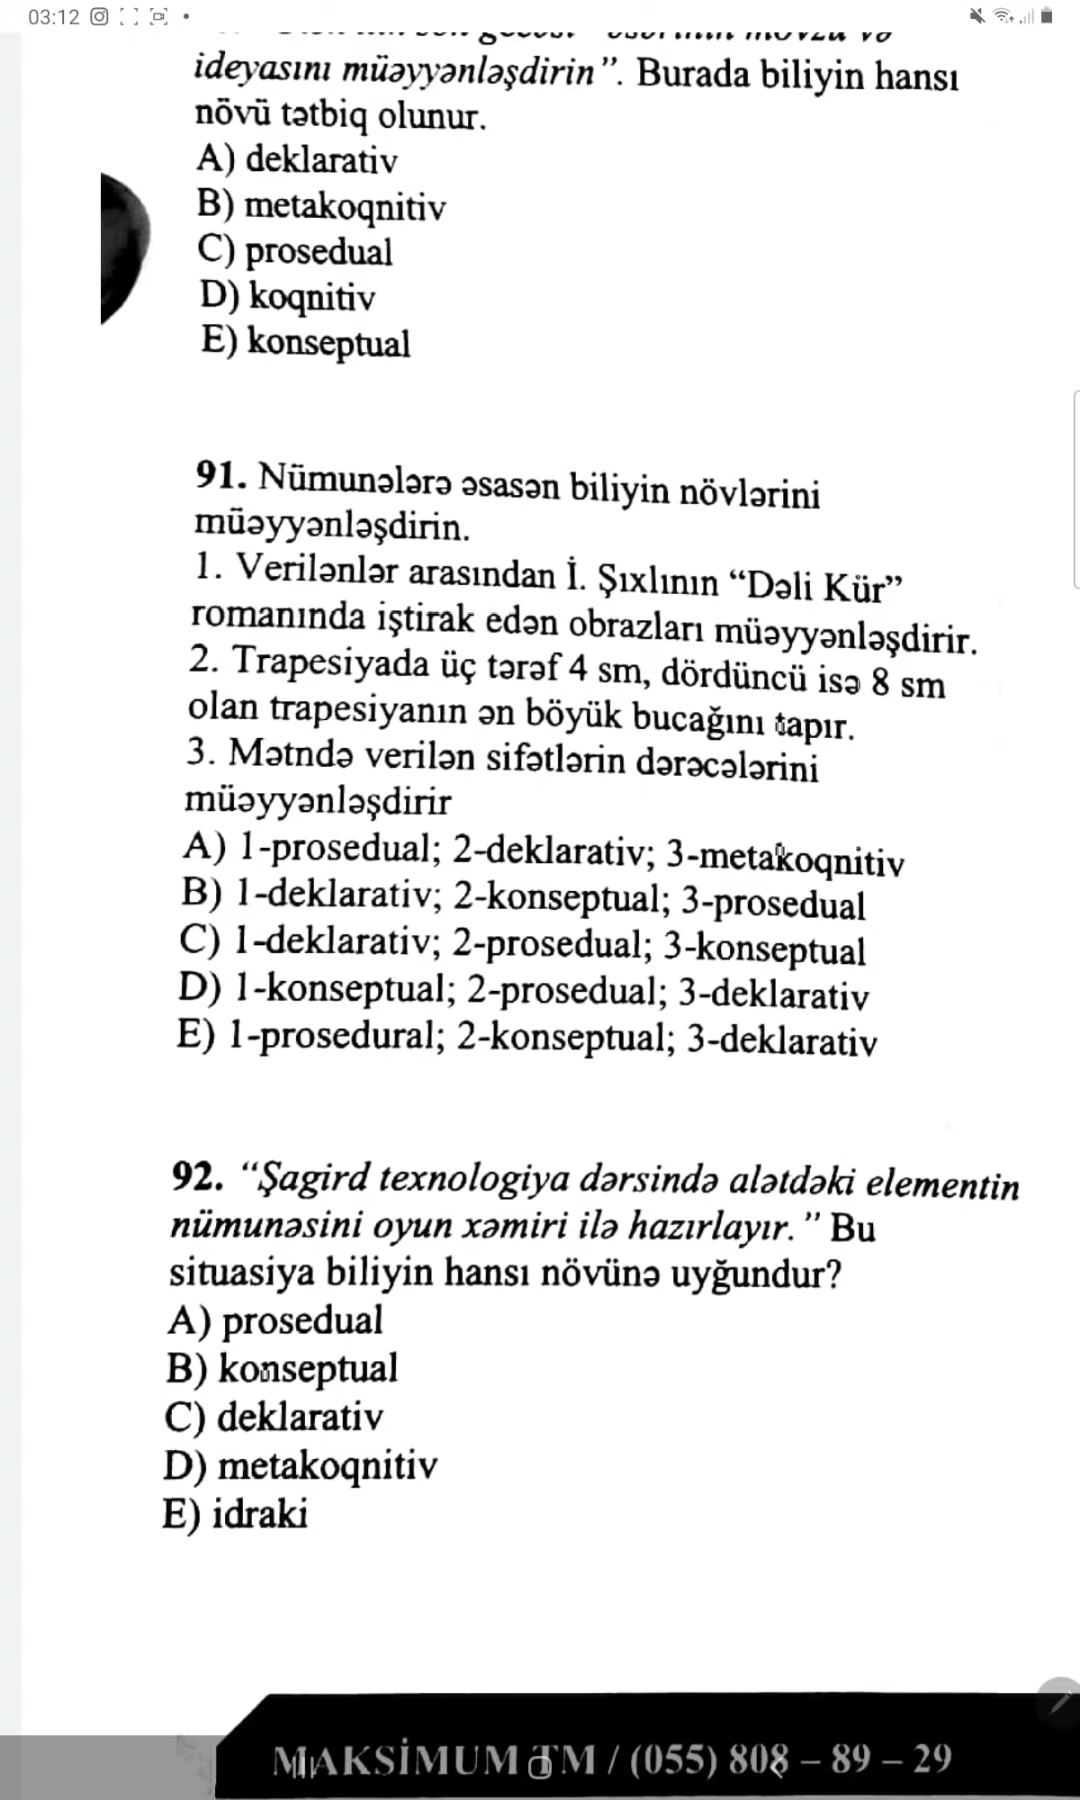 03:12
ideyasını müəyyənləşdirin”. Burada biliyin hansı
növü tətbiq olunur.
A) deklarativ
B) metakoqnitiv
C) prosedual
D) koqnitiv
E) konseptual
91. Nümunələrə əsasən biliyin növlərini
müəyyənləşdirin.
1. Verilənlər arasından İ. Şıxlının “Dəli Kür”
romanında iştirak edən obrazları müəyyənləşdirir.
2. Trapesiyada üç tərəf 4 sm, dördüncü isə 8 sm
olan trapesiyanın ən böyük bucağını tapır.
3. Mətndə verilən sifətlərin dərəcələrini
müəyyənləşdirir
A) 1-prosedual; 2-deklarativ; 3-metakoqnitiv
B) 1-deklarativ; 2-konseptual; 3-prosedual
C) 1-deklarativ; 2-prosedual; 3-konseptual
D) 1-konseptual; 2-prosedual; 3-deklarativ
E) 1-prosedural; 2-konseptual; 3-deklarativ
92. “Şagird texnologiya dərsində alətdəki elementin
nümunəsini oyun xəmiri ilə hazırlayır.” Bu
situasiya biliyin hansı növünə uyğundur?
A) prosedual
B) konseptual
C) deklarativ
D) metakoqnitiv
E) idraki
MAKSİMUM TM / (055) 808 – 89 – 29